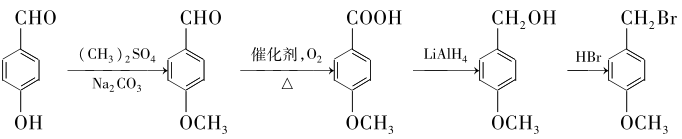 CHO
OH
(CH₃)₂SO₄
Na₂CO₃
CHO
OCH₃
催化剂,O₂
△
COOH
OCH₃
LiAlH₄
CH₂OH
OCH₃
HBr
CH₂Br
OCH₃